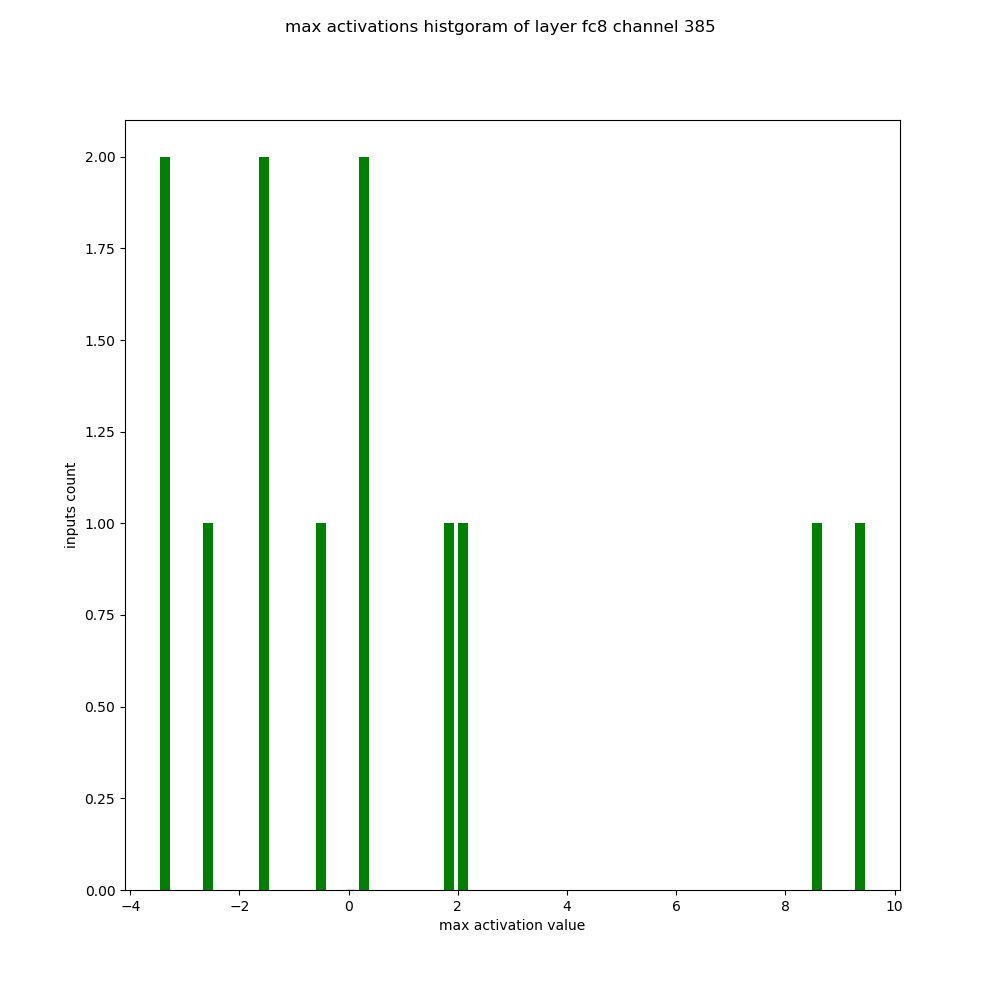 max activations histgoram of layer fc8 channel 385
2.00
1.75
1.50
1.25
1.00
0.75
0.50
0.25
0.00
inputs count
−4 −2 0 2 4 6 8 10
max activation value